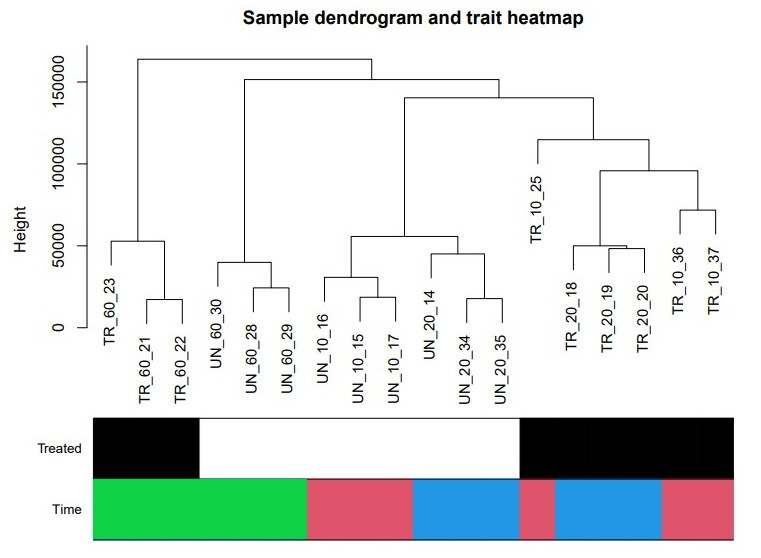 Sample dendrogram and trait heatmap
Height
150000
100000
50000
0
TR_60_23
TR_60_21
TR_60_22
UN_60_30
UN_60_28
UN_60_29
UN_10_16
UN_10_15
UN_10_17
UN_20_14
UN_20_34
UN_20_35
TR_10_25
TR_20_18
TR_20_19
TR_20_20
TR_10_36
TR_10_37
Treated
Time